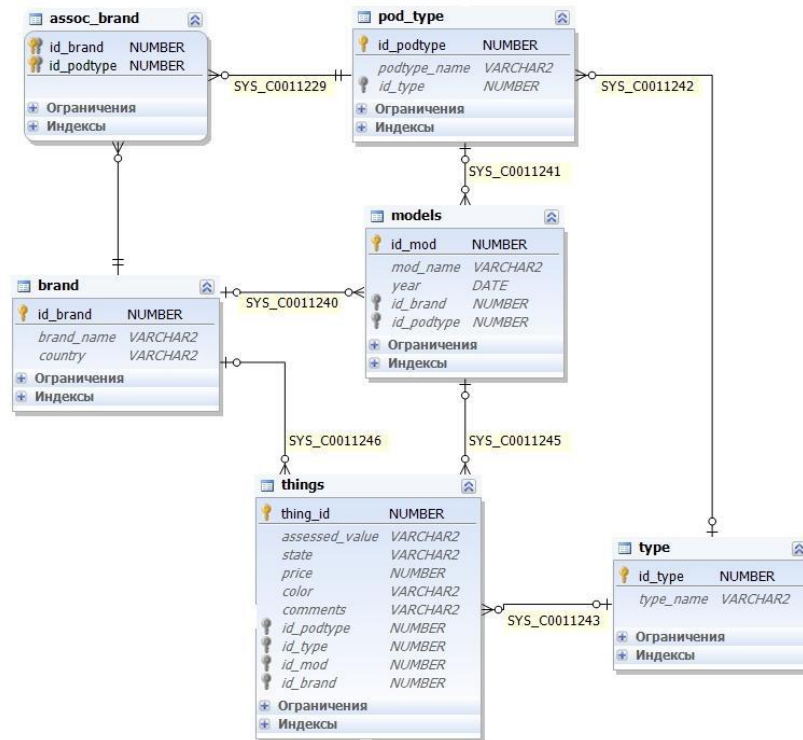 assoc_brand
id_brand NUMBER
id_podtype NUMBER
Ограничения
Индексы
pod_type
id_podtype NUMBER
podtype_name VARCHAR2
id_type NUMBER
Ограничения
Индексы
SYS_C0011229
SYS_C0011242
SYS_C0011241
models
id_mod NUMBER
mod_name VARCHAR2
year DATE
id_brand NUMBER
id_podtype NUMBER
Ограничения
Индексы
brand
id_brand NUMBER
brand_name VARCHAR2
country VARCHAR2
Ограничения
Индексы
SYS_C0011240
SYS_C0011246
SYS_C0011245
things
thing_id NUMBER
assessed_value VARCHAR2
state VARCHAR2
price NUMBER
color VARCHAR2
comments VARCHAR2
id_podtype NUMBER
id_type NUMBER
id_mod NUMBER
id_brand NUMBER
Ограничения
Индексы
SYS_C0011243
type
id_type NUMBER
type_name VARCHAR2
Ограничения
Индексы